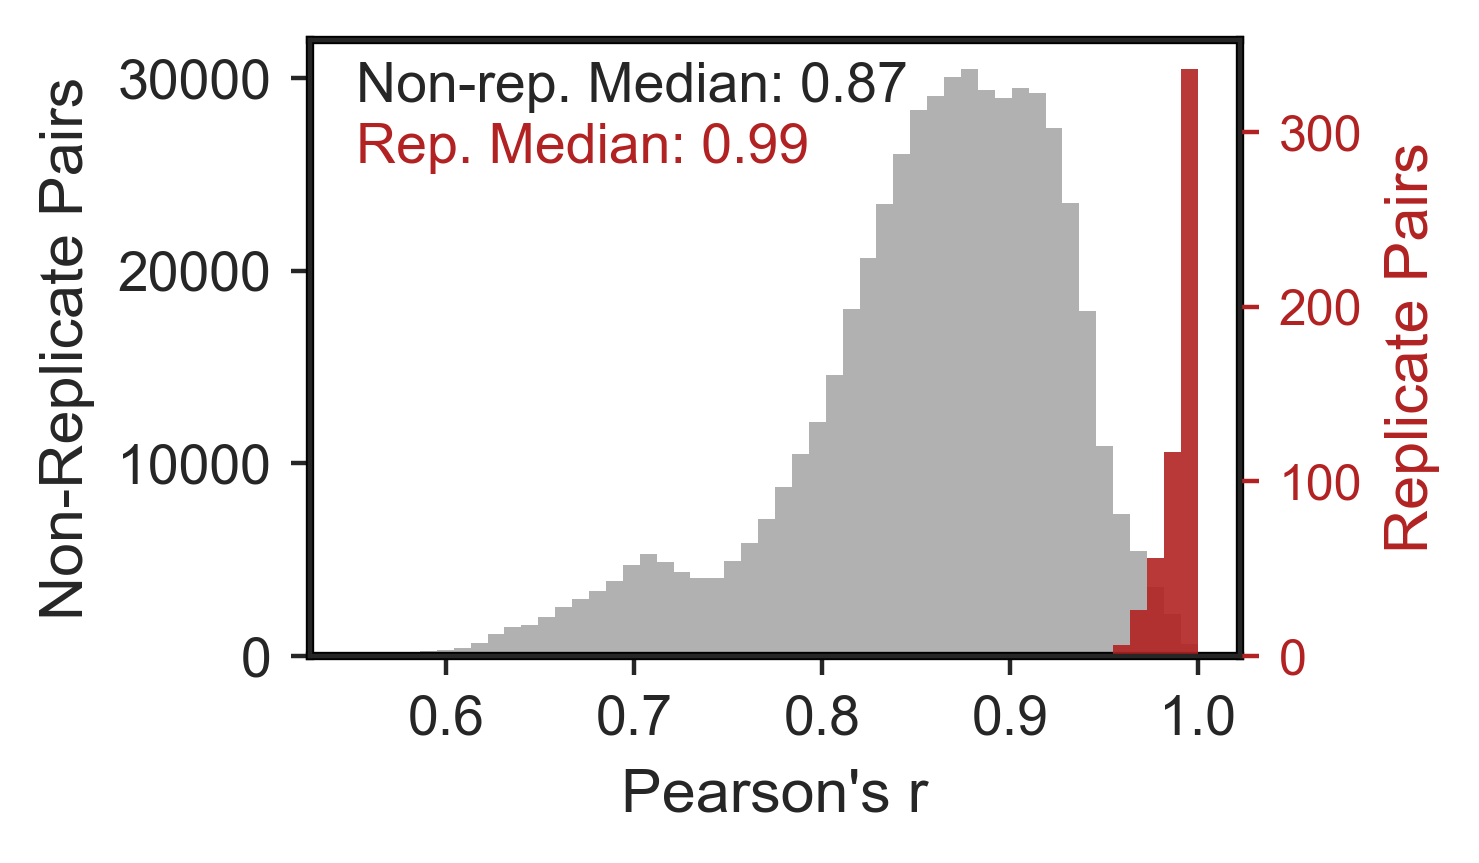 Non-rep. Median: 0.87
Rep. Median: 0.99
Non-Replicate Pairs
30000
20000
10000
0
300
200
100
0
Replicate Pairs
0.6 0.7 0.8 0.9 1.0
Pearson's r